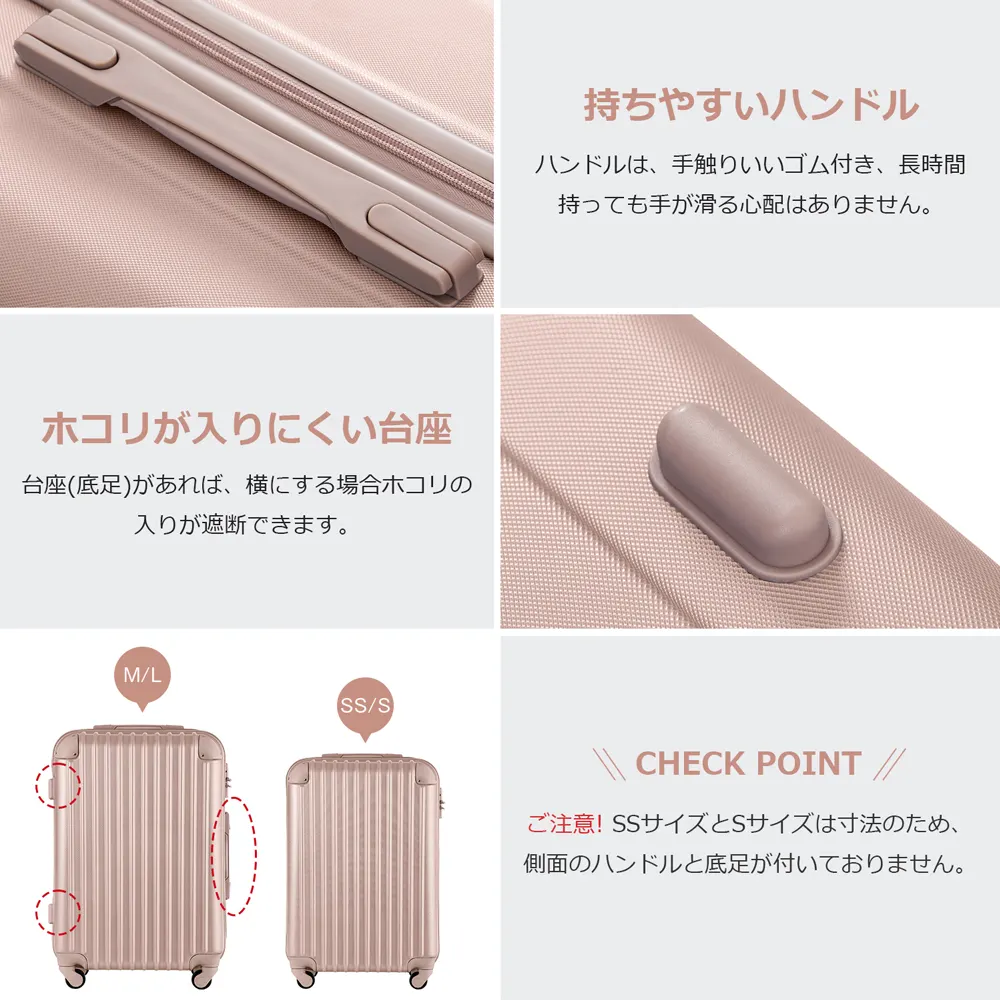 持ちやすいハンドル
ハンドルは、手触りいいゴム付き、長時間
持っても手が滑る心配はありません。
ホコリが入りにくい台座
台座(底足)があれば、横にする場合ホコリの
入りが遮断できます。
M/L
SS/S
CHECK POINT
ご注意! SSサイズとSサイズは寸法のため、
側面のハンドルと底足が付いておりません。